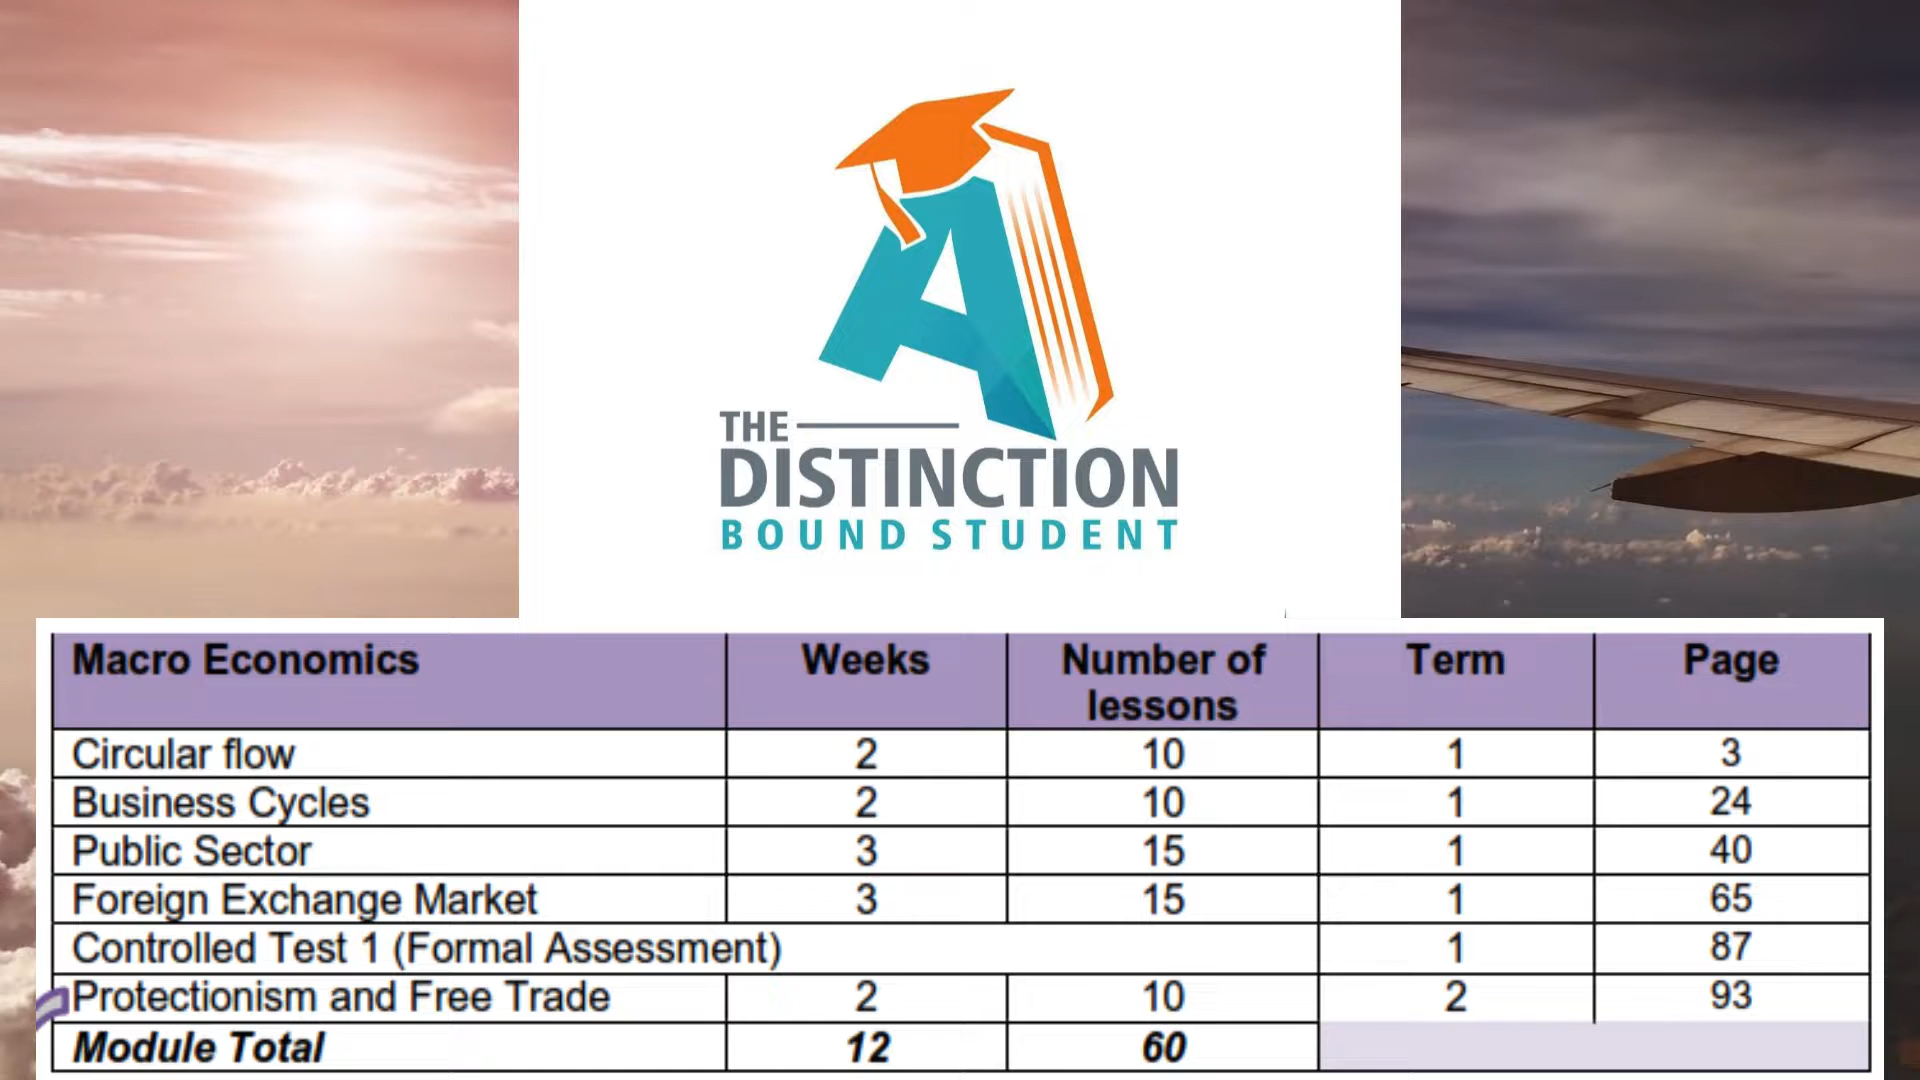 THE
DISTINCTION
BOUND STUDENT
Macro Economics Weeks Number of lessons Term Page
Circular flow 2 10 1 3
Business Cycles 2 10 1 24
Public Sector 3 15 1 40
Foreign Exchange Market 3 15 1 65
Controlled Test 1 (Formal Assessment) 1 87
Protectionism and Free Trade 2 10 2 93
Module Total 12 60